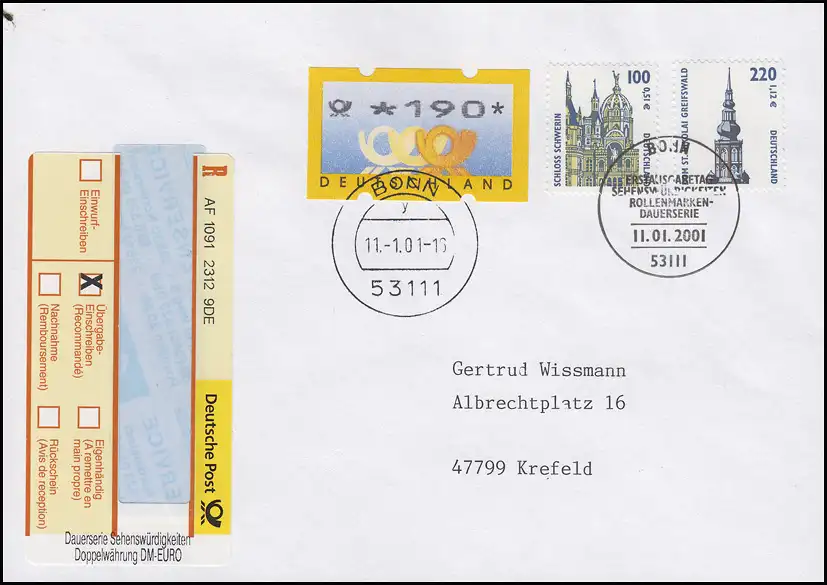 *190*
DEUTSCHLAND
100
0,51€
SCHLOSS SCHWERIN
DEUTSCHLAND
220
1,12€
NIKOLAI GREIFSWALD
DEUTSCHLAND
BONN
y
11.-1.01-16
53111
BONN
ERSTAUSGABETAG
SEHENSWÜRDIGKEITEN
ROLLENMARKEN-
DAUERSERIE
11.01.2001
53111
R
AF 1091 2312 9DE
Deutsche Post
Einwurf-
Einschreiben
X
Übergabe-
Einschreiben
(Recommandé)
Nachnahme
(Remboursement)
Eigenhändig
(A remettre en
main propre)
Rückschein
(Avis de reception)
Dauerserie Sehenswürdigkeiten
Doppelwährung DM-EURO
Gertrud Wissmann
Albrechtplatz 16
47799 Krefeld